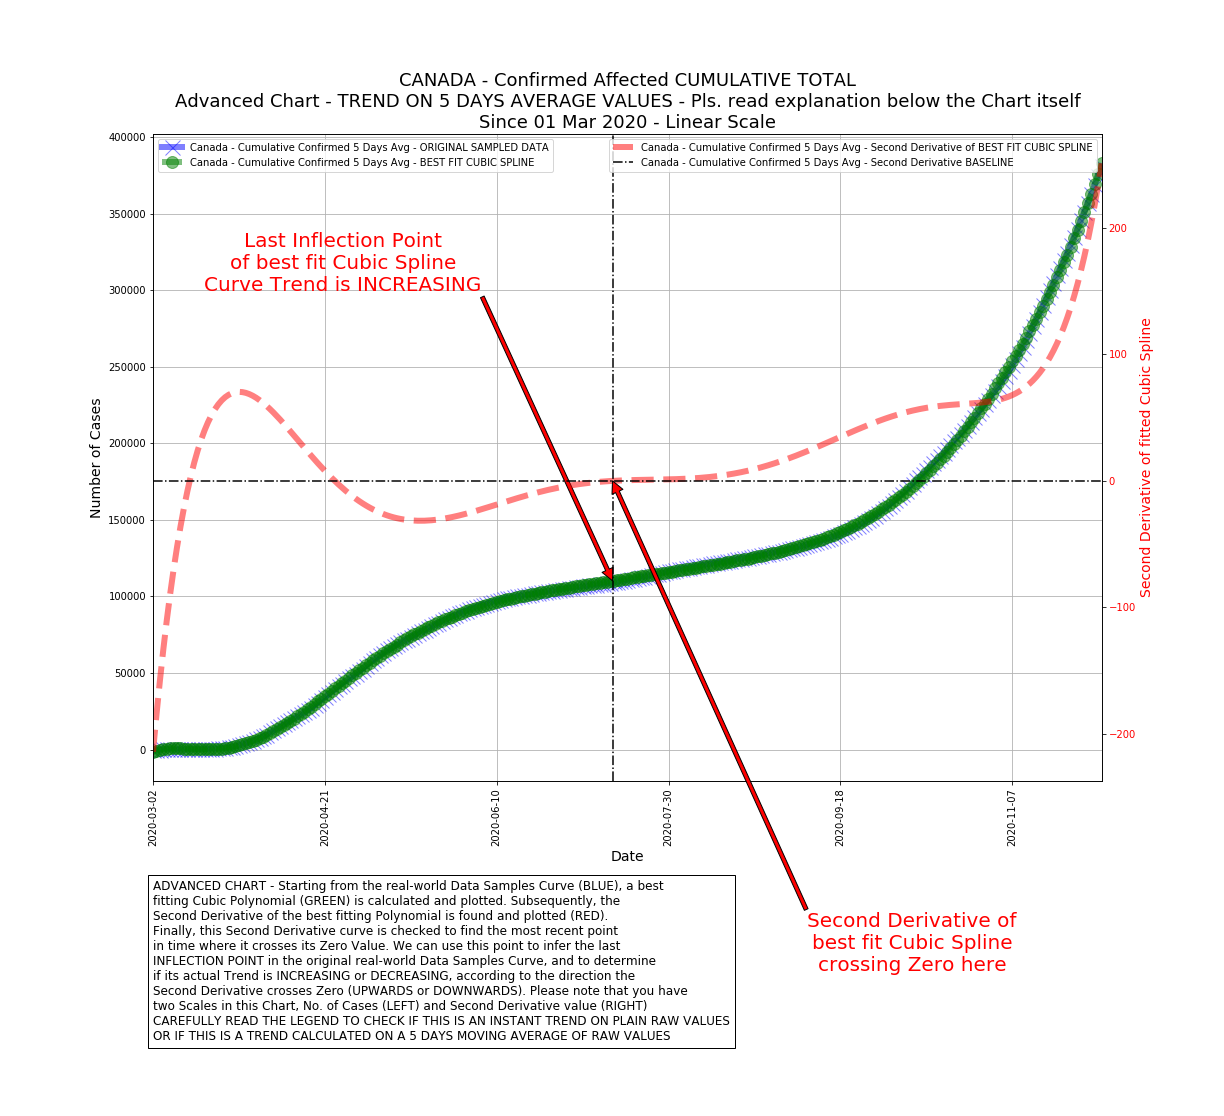 CANADA - Confirmed Affected CUMULATIVE TOTAL
Advanced Chart - TREND ON 5 DAYS AVERAGE VALUES - Pls. read explanation below the Chart itself
Since 01 Mar 2020 - Linear Scale
Canada - Cumulative Confirmed 5 Days Avg - ORIGINAL SAMPLED DATA
Canada - Cumulative Confirmed 5 Days Avg - BEST FIT CUBIC SPLINE
Canada - Cumulative Confirmed 5 Days Avg - Second Derivative of BEST FIT CUBIC SPLINE
Canada - Cumulative Confirmed 5 Days Avg - Second Derivative BASELINE
Last Inflection Point
of best fit Cubic Spline
Curve Trend is INCREASING
Number of Cases
400000
350000
300000
250000
200000
150000
100000
50000
0
200
100
0
−100
−200
Second Derivative of fitted Cubic Spline
2020-03-02
2020-04-21
2020-06-10
2020-07-30
2020-09-18
2020-11-07
Date
ADVANCED CHART - Starting from the real-world Data Samples Curve (BLUE), a best
fitting Cubic Polynomial (GREEN) is calculated and plotted. Subsequently, the
Second Derivative of the best fitting Polynomial is found and plotted (RED).
Finally, this Second Derivative curve is checked to find the most recent point
in time where it crosses its Zero Value. We can use this point to infer the last
INFLECTION POINT in the original real-world Data Samples Curve, and to determine
if its actual Trend is INCREASING or DECREASING, according to the direction the
Second Derivative crosses Zero (UPWARDS or DOWNWARDS). Please note that you have
two Scales in this Chart, No. of Cases (LEFT) and Second Derivative value (RIGHT)
CAREFULLY READ THE LEGEND TO CHECK IF THIS IS AN INSTANT TREND ON PLAIN RAW VALUES
OR IF THIS IS A TREND CALCULATED ON A 5 DAYS MOVING AVERAGE OF RAW VALUES
Second Derivative of
best fit Cubic Spline
crossing Zero here